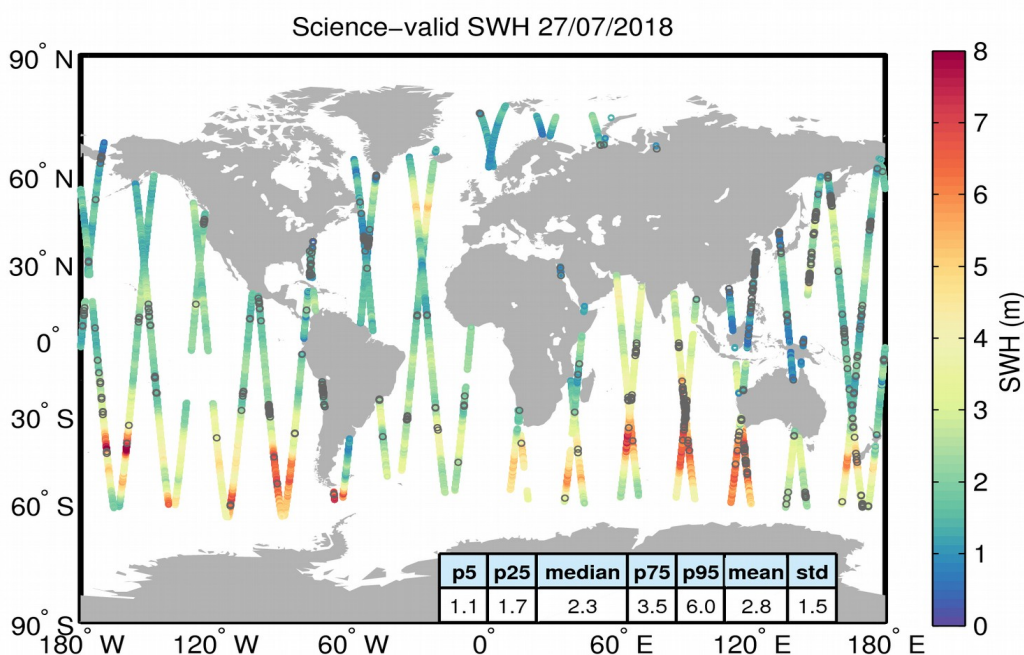 Science−valid SWH 27/07/2018
90° N
60° N
30° N
0°
30° S
60° S
90° S
180° W
120° W
60° W
0°
60° E
120° E
180° E
p5 p25 median p75 p95 mean std
1.1 1.7 2.3 3.5 6.0 2.8 1.5
8
7
6
5
4
3
2
1
0
SWH (m)